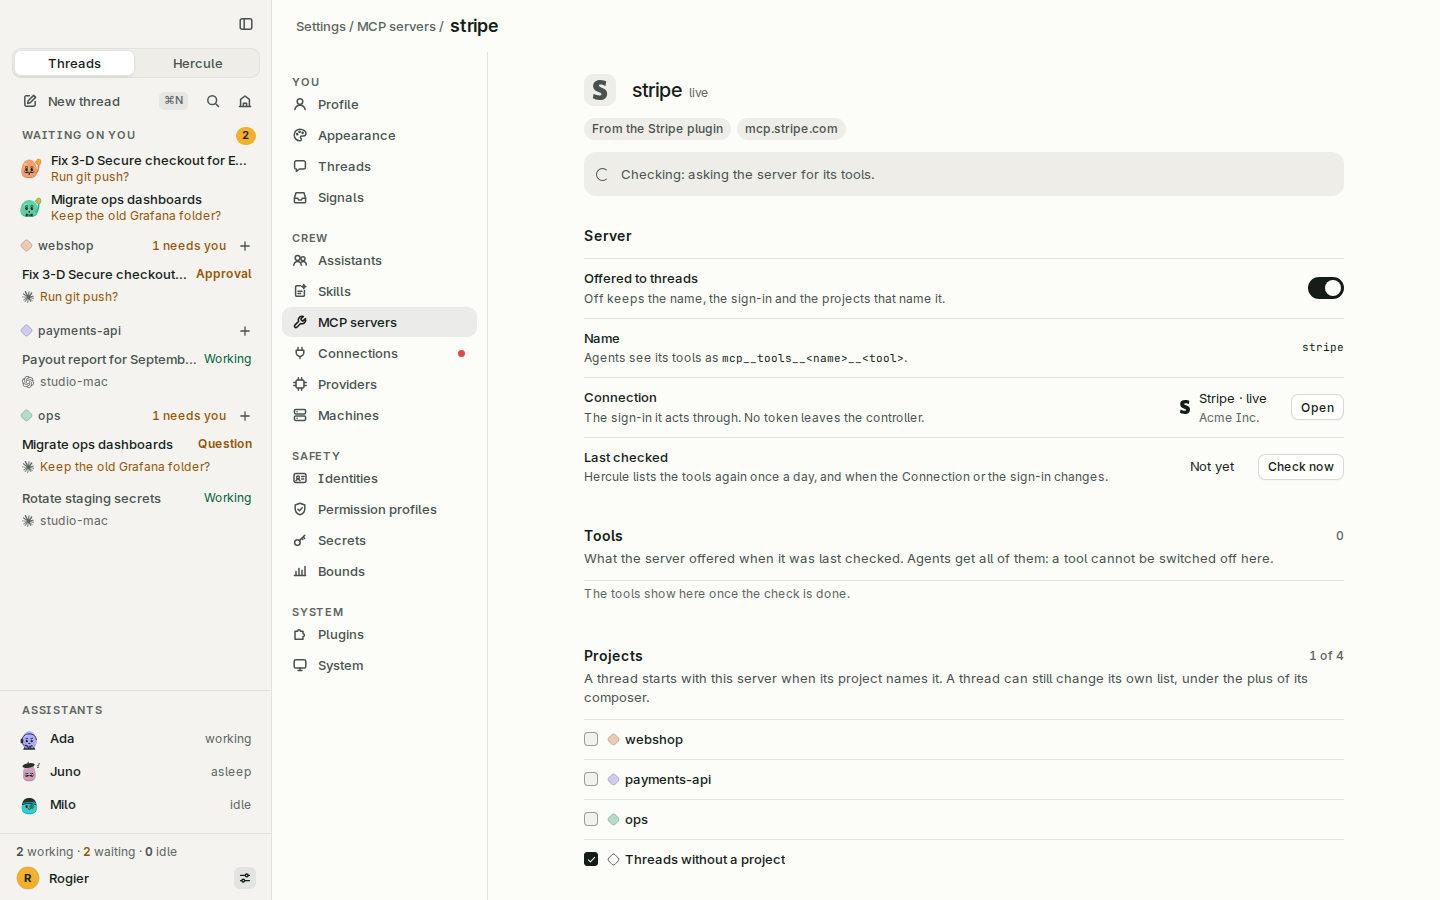 Threads
Hercule
New thread
⌘N
WAITING ON YOU
2
Fix 3-D Secure checkout for E...
Run git push?
Migrate ops dashboards
Keep the old Grafana folder?
webshop
1 needs you
Fix 3-D Secure checkout...
Approval
Run git push?
payments-api
Payout report for Septemb...
Working
studio-mac
ops
1 needs you
Migrate ops dashboards
Question
Keep the old Grafana folder?
Rotate staging secrets
Working
studio-mac
ASSISTANTS
Ada
working
Juno
asleep
Milo
idle
2 working · 2 waiting · 0 idle
R
Rogier
Settings / MCP servers / stripe
YOU
Profile
Appearance
Threads
Signals
CREW
Assistants
Skills
MCP servers
Connections
Providers
Machines
SAFETY
Identities
Permission profiles
Secrets
Bounds
SYSTEM
Plugins
System
S
stripe live
From the Stripe plugin
mcp.stripe.com
Checking: asking the server for its tools.
Server
Offered to threads
Off keeps the name, the sign-in and the projects that name it.
Name
Agents see its tools as mcp__tools__<name>__<tool>.
stripe
Connection
The sign-in it acts through. No token leaves the controller.
S
Stripe · live
Acme Inc.
Open
Last checked
Hercule lists the tools again once a day, and when the Connection or the sign-in changes.
Not yet
Check now
Tools
0
What the server offered when it was last checked. Agents get all of them: a tool cannot be switched off here.
The tools show here once the check is done.
Projects
1 of 4
A thread starts with this server when its project names it. A thread can still change its own list, under the plus of its
composer.
webshop
payments-api
ops
Threads without a project